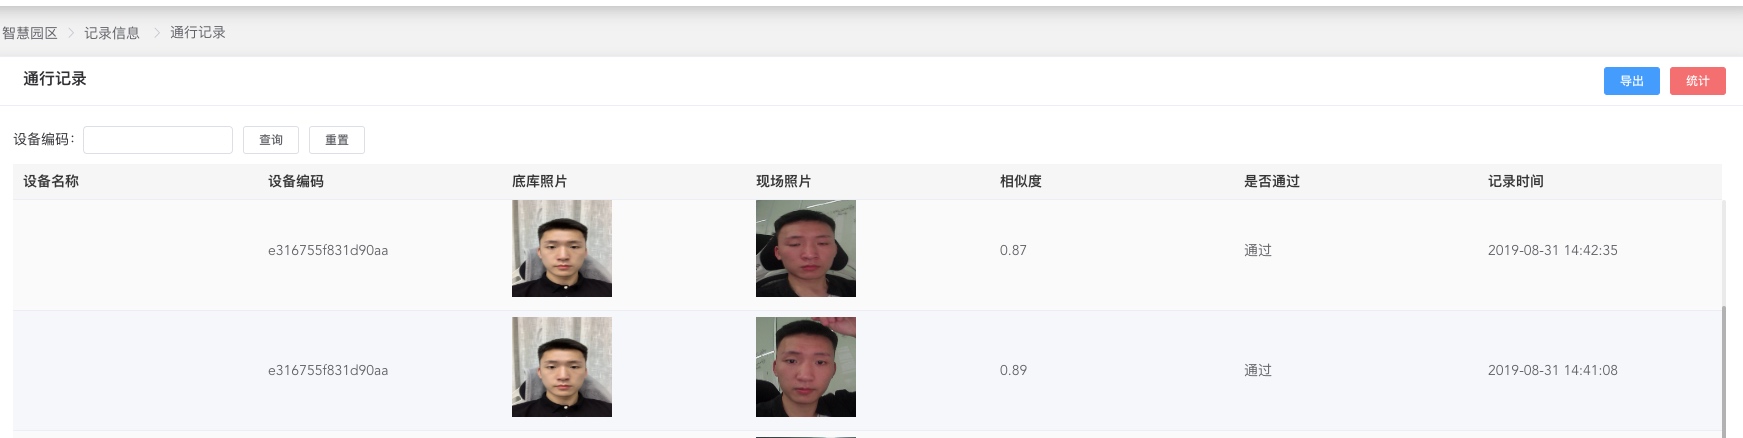 智慧园区 > 记录信息 > 通行记录
通行记录
导出 统计
设备编码: 查询 重置
设备名称 设备编码 底库照片 现场照片 相似度 是否通过 记录时间
e316755f831d90aa 0.87 通过 2019-08-31 14:42:35
e316755f831d90aa 0.89 通过 2019-08-31 14:41:08